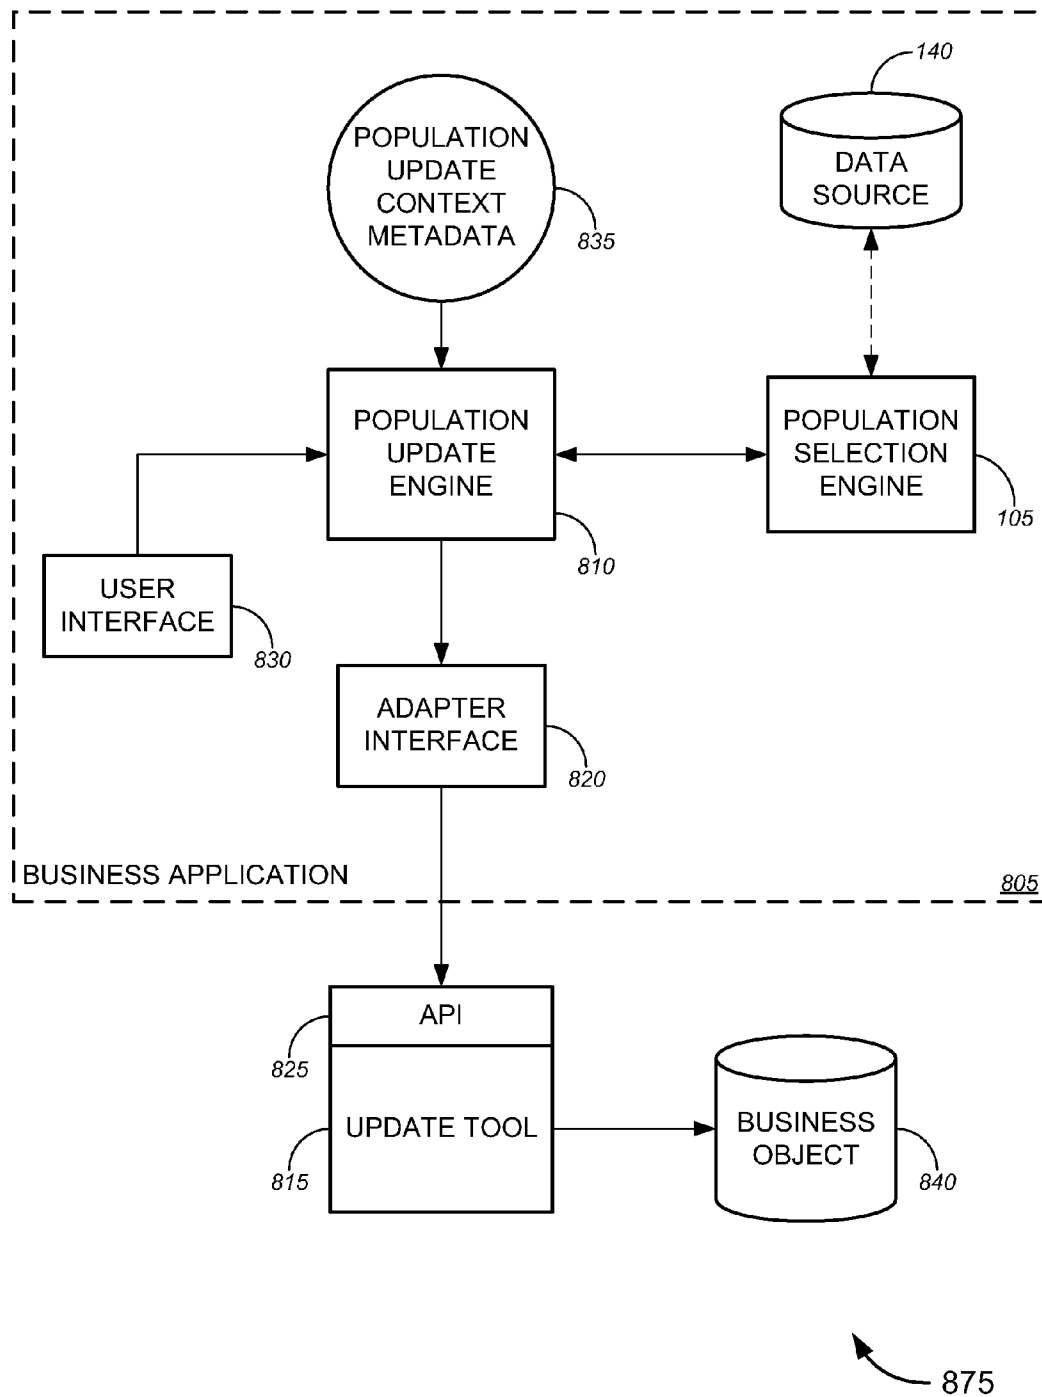 140
POPULATION
UPDATE
CONTEXT
METADATA
835
DATA
SOURCE
POPULATION
UPDATE
ENGINE
810
POPULATION
SELECTION
ENGINE
105
USER
INTERFACE
830
ADAPTER
INTERFACE
820
BUSINESS APPLICATION
805
API
825
UPDATE TOOL
815
BUSINESS
OBJECT
840
875